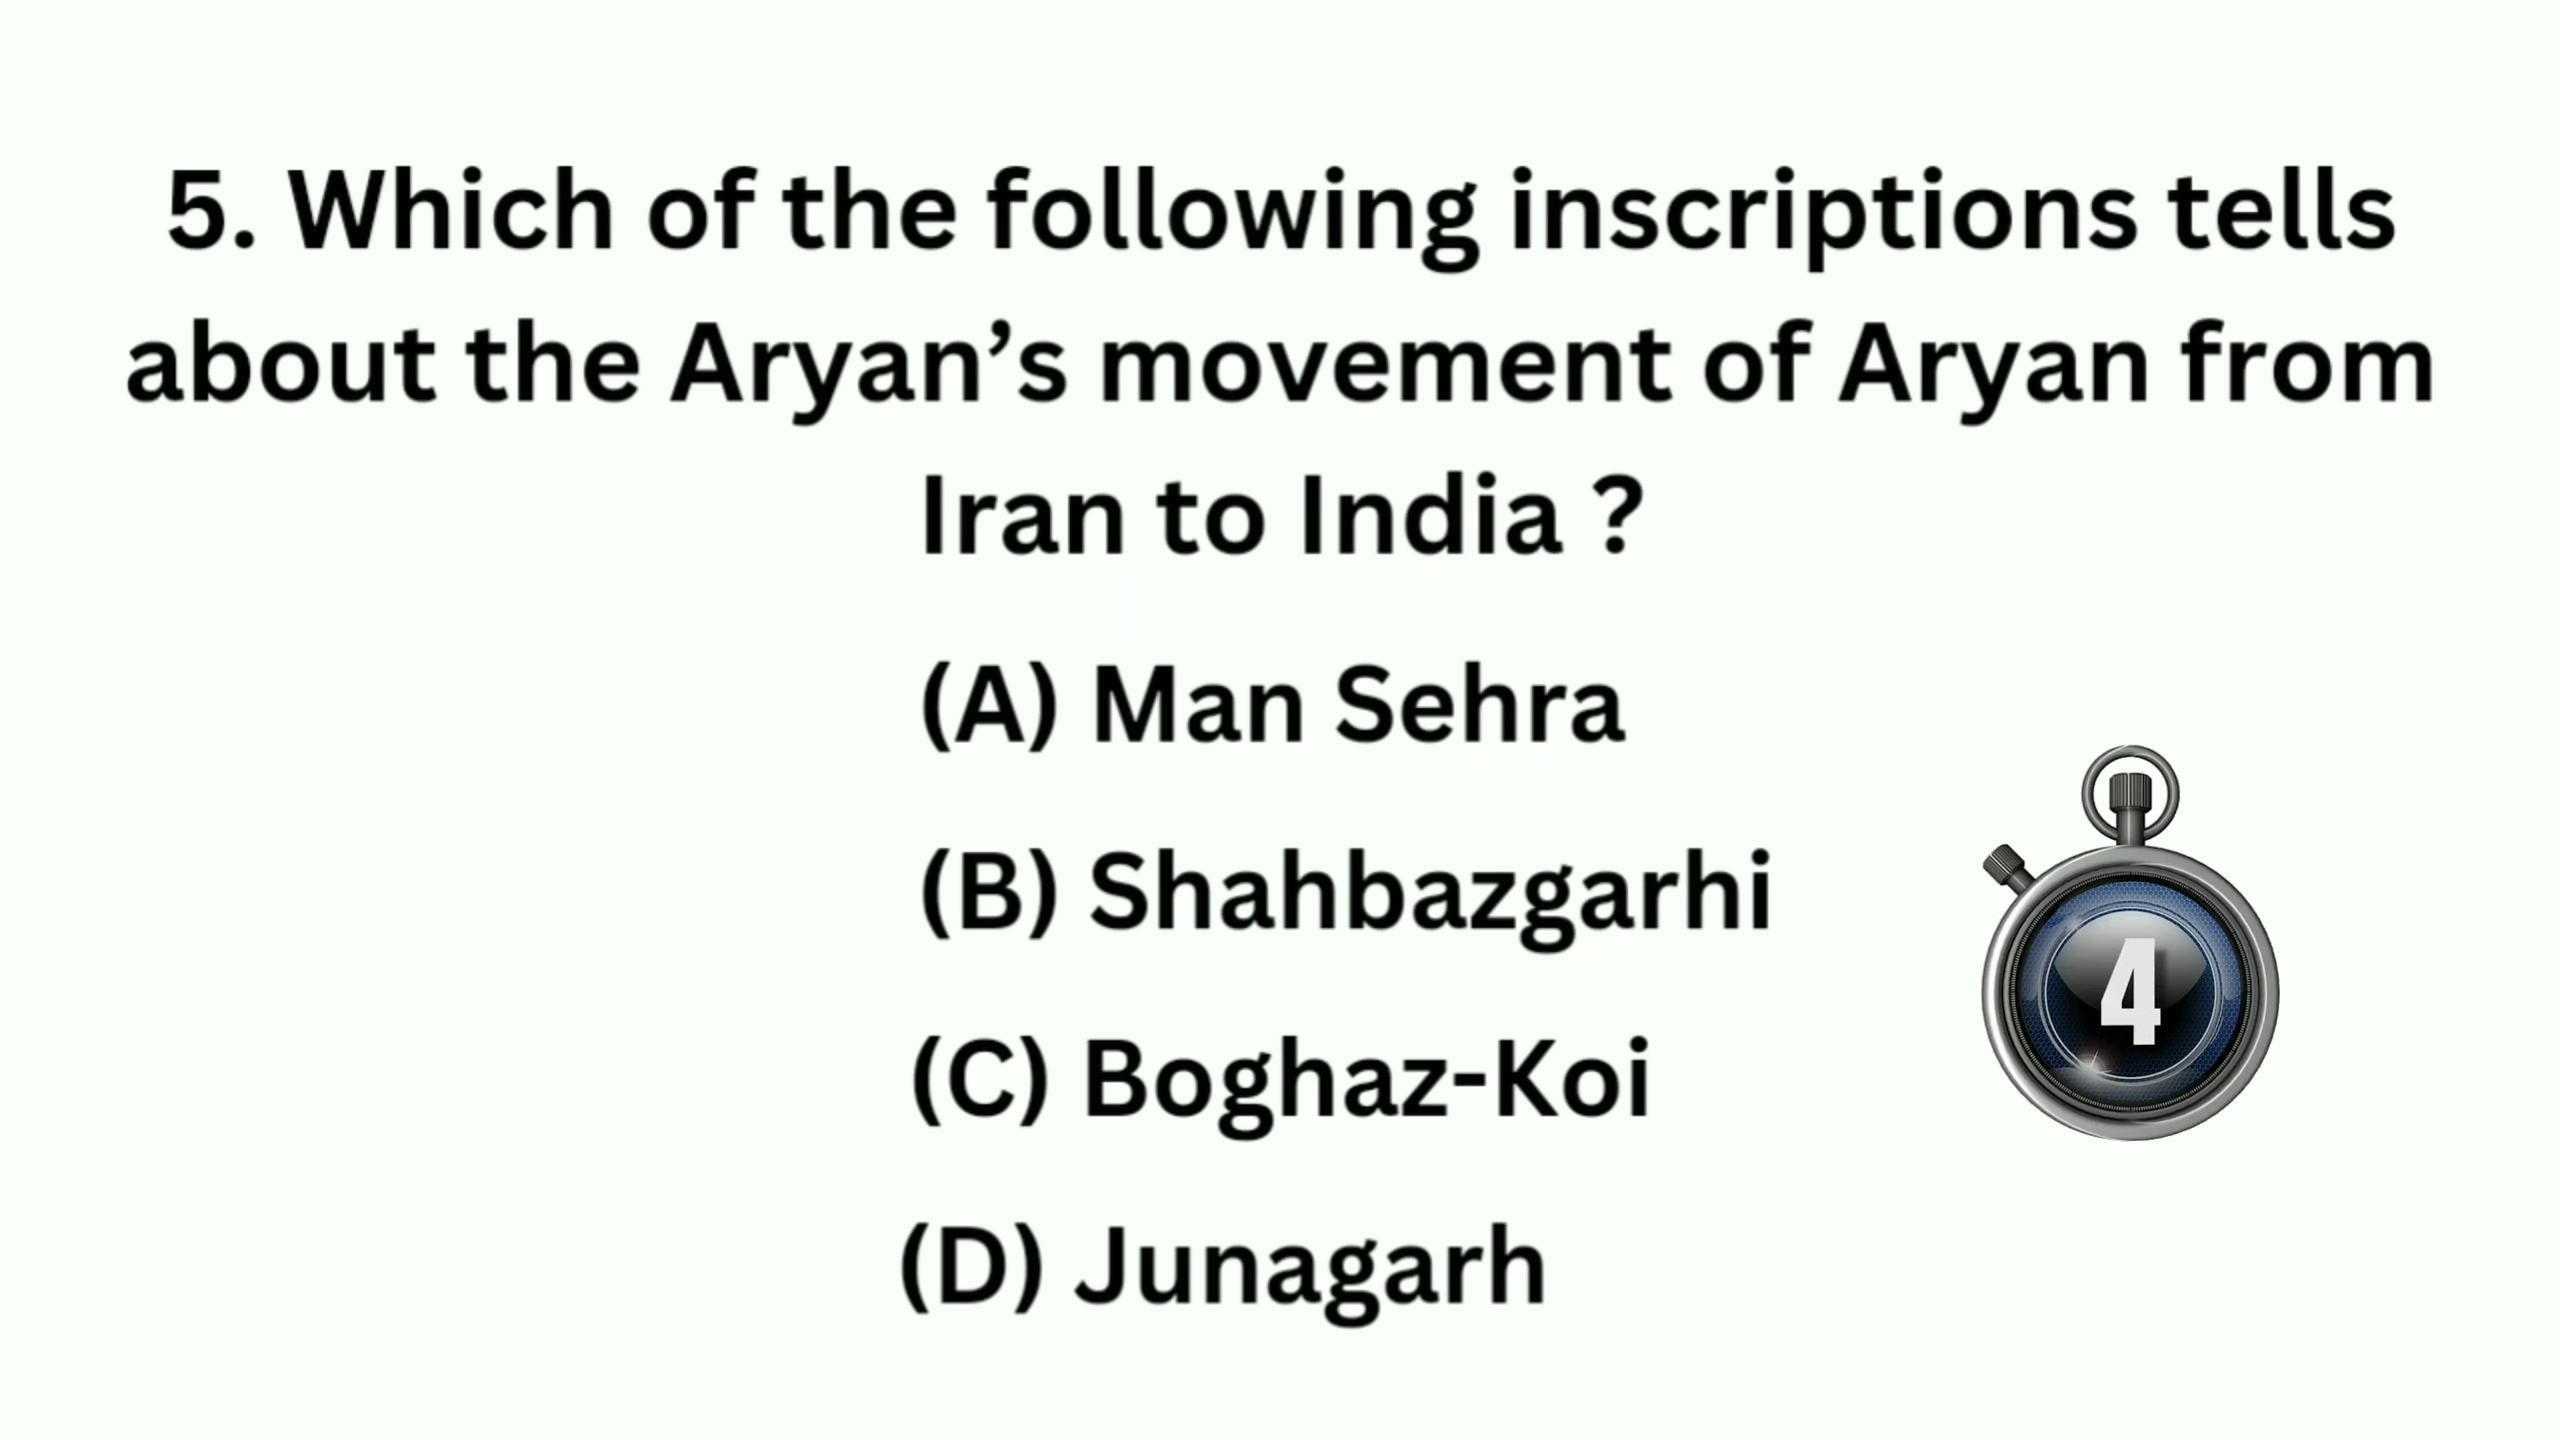 5. Which of the following inscriptions tells
about the Aryan’s movement of Aryan from
Iran to India ?
(A) Man Sehra
(B) Shahbazgarhi
(C) Boghaz-Koi
(D) Junagarh
4